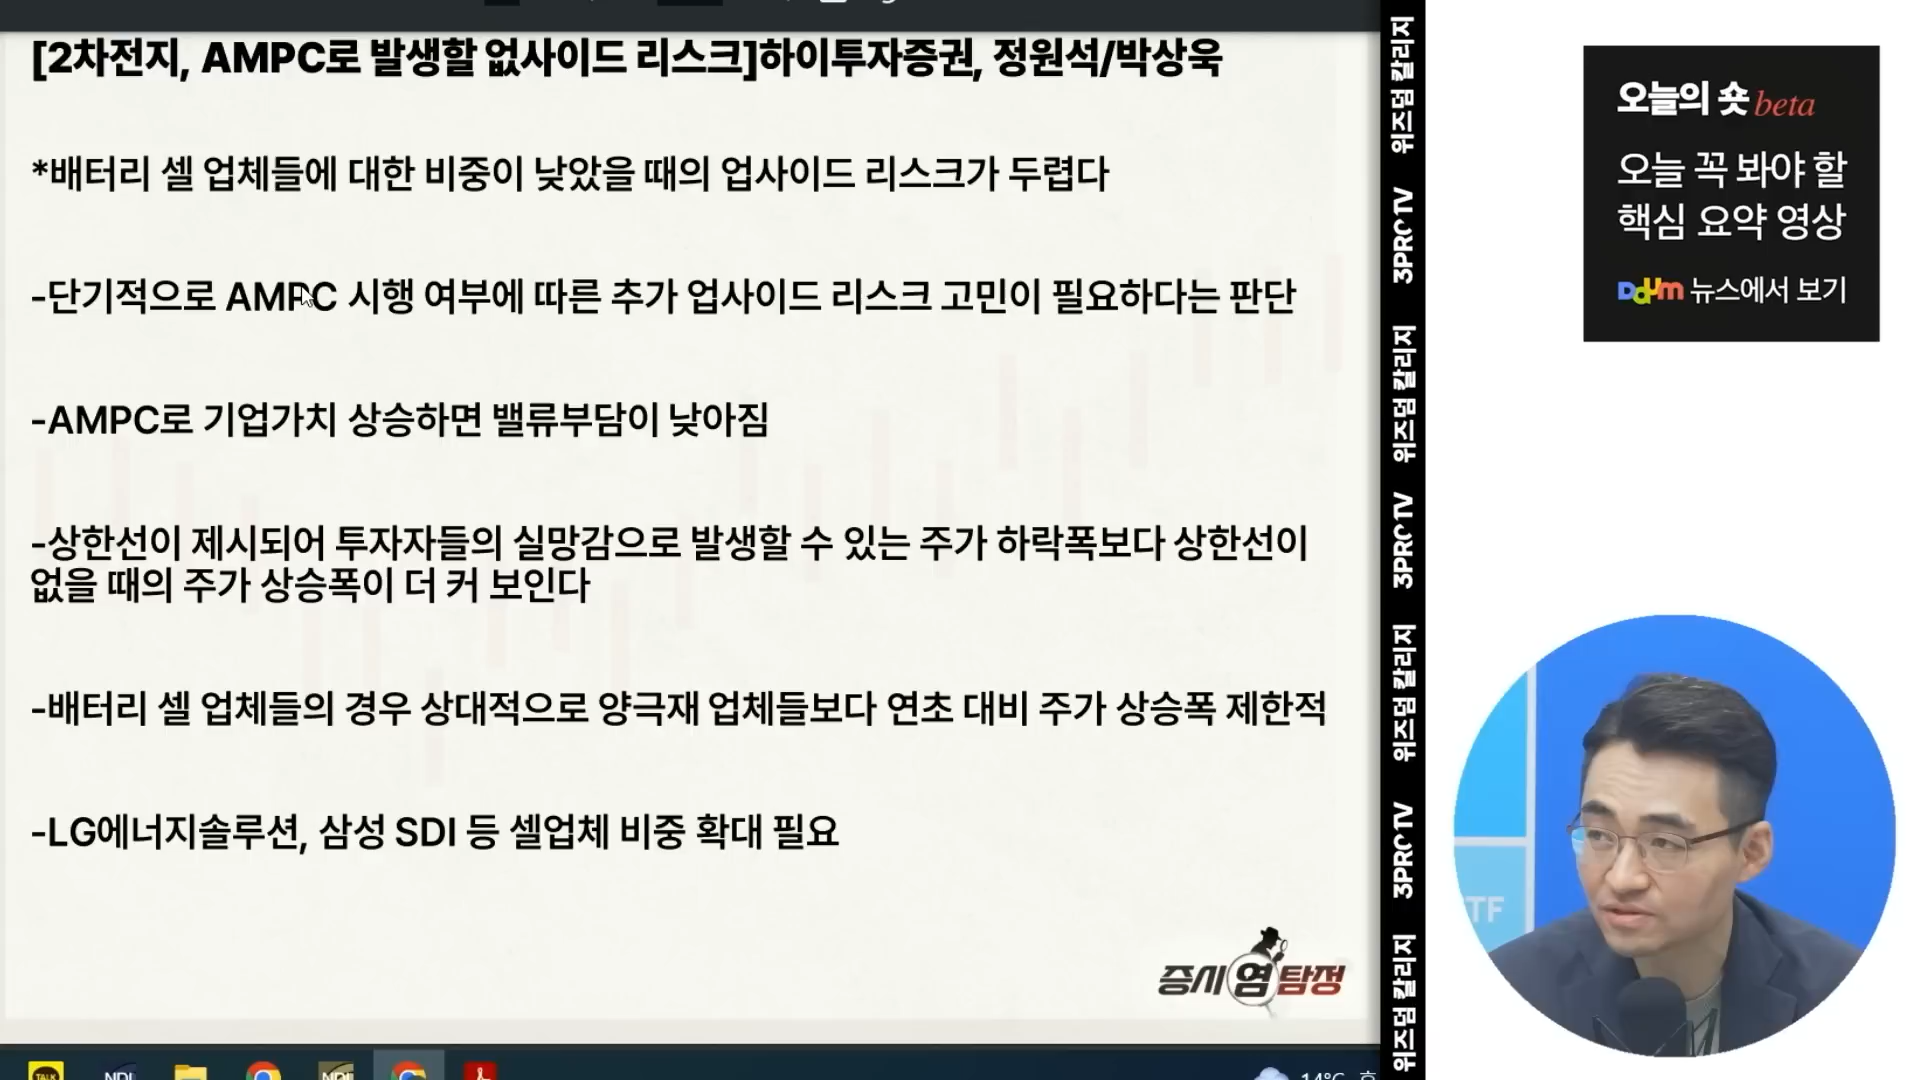 [2차전지, AMPC로 발생할 없사이드 리스크]하이투자증권, 정원석/박상욱
*배터리 셀 업체들에 대한 비중이 낮았을 때의 업사이드 리스크가 두렵다
-단기적으로 AMPC 시행 여부에 따른 추가 업사이드 리스크 고민이 필요하다는 판단
-AMPC로 기업가치 상승하면 밸류부담이 낮아짐
-상한선이 제시되어 투자자들의 실망감으로 발생할 수 있는 주가 하락폭보다 상한선이
없을 때의 주가 상승폭이 더 커 보인다
-배터리 셀 업체들의 경우 상대적으로 양극재 업체들보다 연초 대비 주가 상승폭 제한적
-LG에너지솔루션, 삼성 SDI 등 셀업체 비중 확대 필요
증시염탐정
TALK
14°C
위즈덤 칼리지
3PROTV
위즈덤 칼리지
3PROTV
위즈덤 칼리지
3PROTV
위즈덤 칼리지
오늘의 숏 beta
오늘 꼭 봐야 할
핵심 요약 영상
Daum 뉴스에서 보기
TF